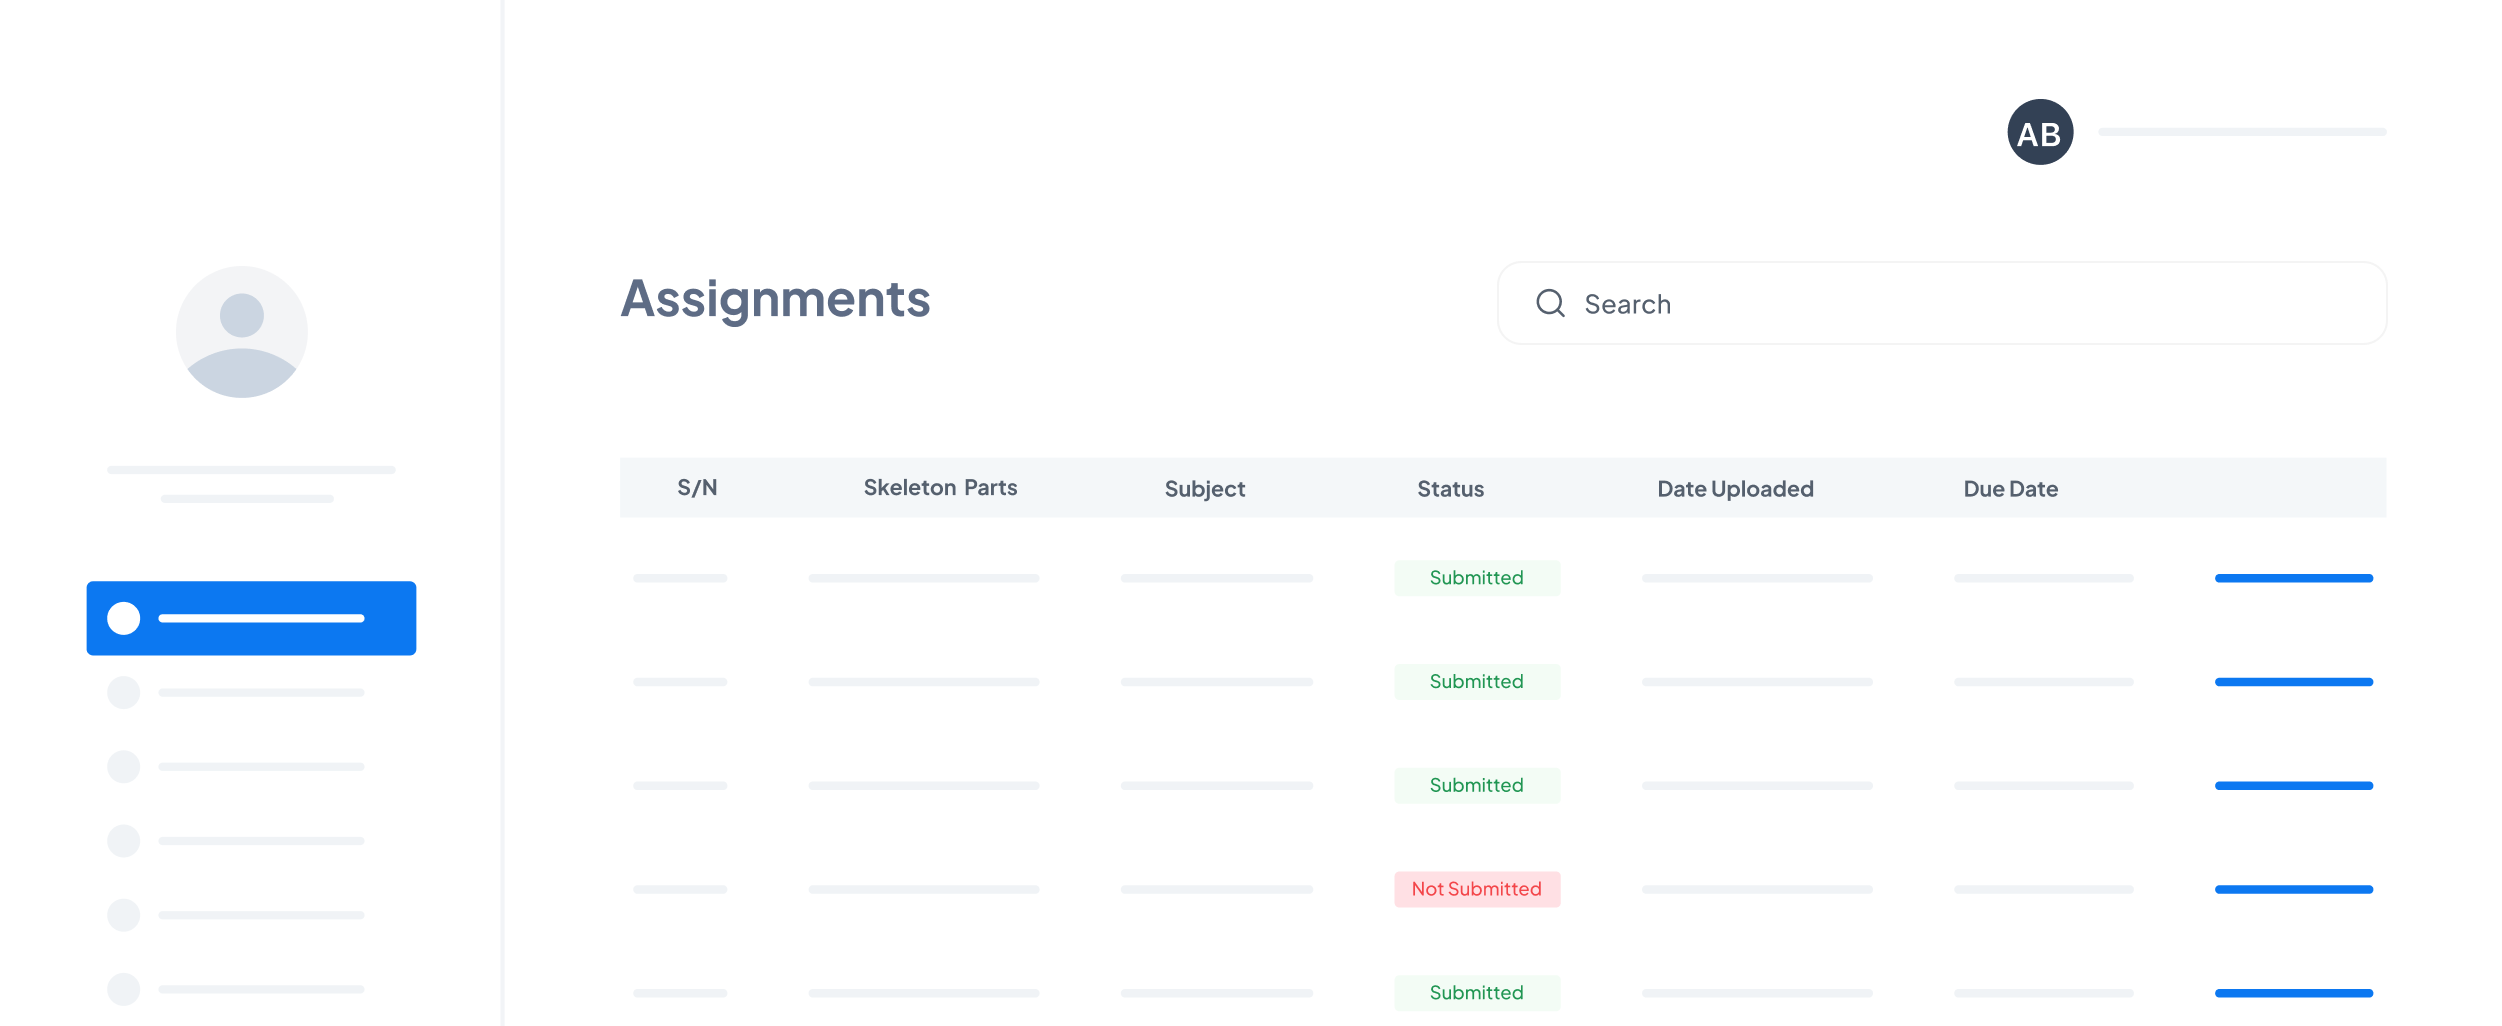 AB
Assignments
Search
S/N Skeleton Parts Subject Status Date Uploaded Due Date
Submitted
Submitted
Submitted
Not Submitted
Submitted